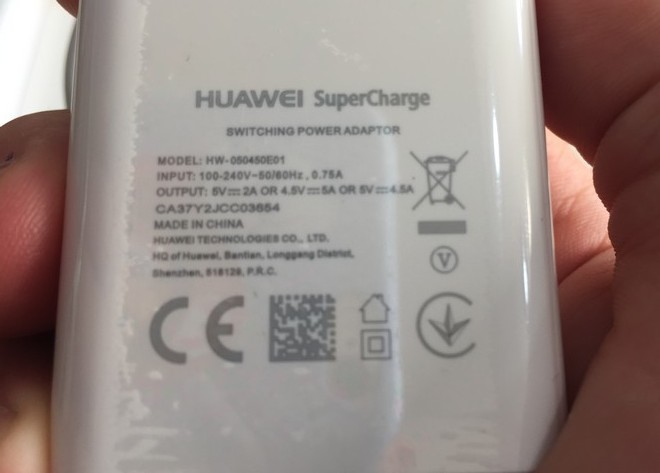 HUAWEI SuperCharge
SWITCHING POWER ADAPTOR
MODEL: HW-050450E01
INPUT: 100-240V~50/60Hz , 0.75A
OUTPUT: 5V⎓2A OR 4.5V⎓5A OR 5V⎓4.5A
CA37Y2JCC03654
MADE IN CHINA
HUAWEI TECHNOLOGIES CO., LTD.
HQ of Huawei, Bantian, Longgang District,
Shenzhen, 518129, P.R.C.
V
CE